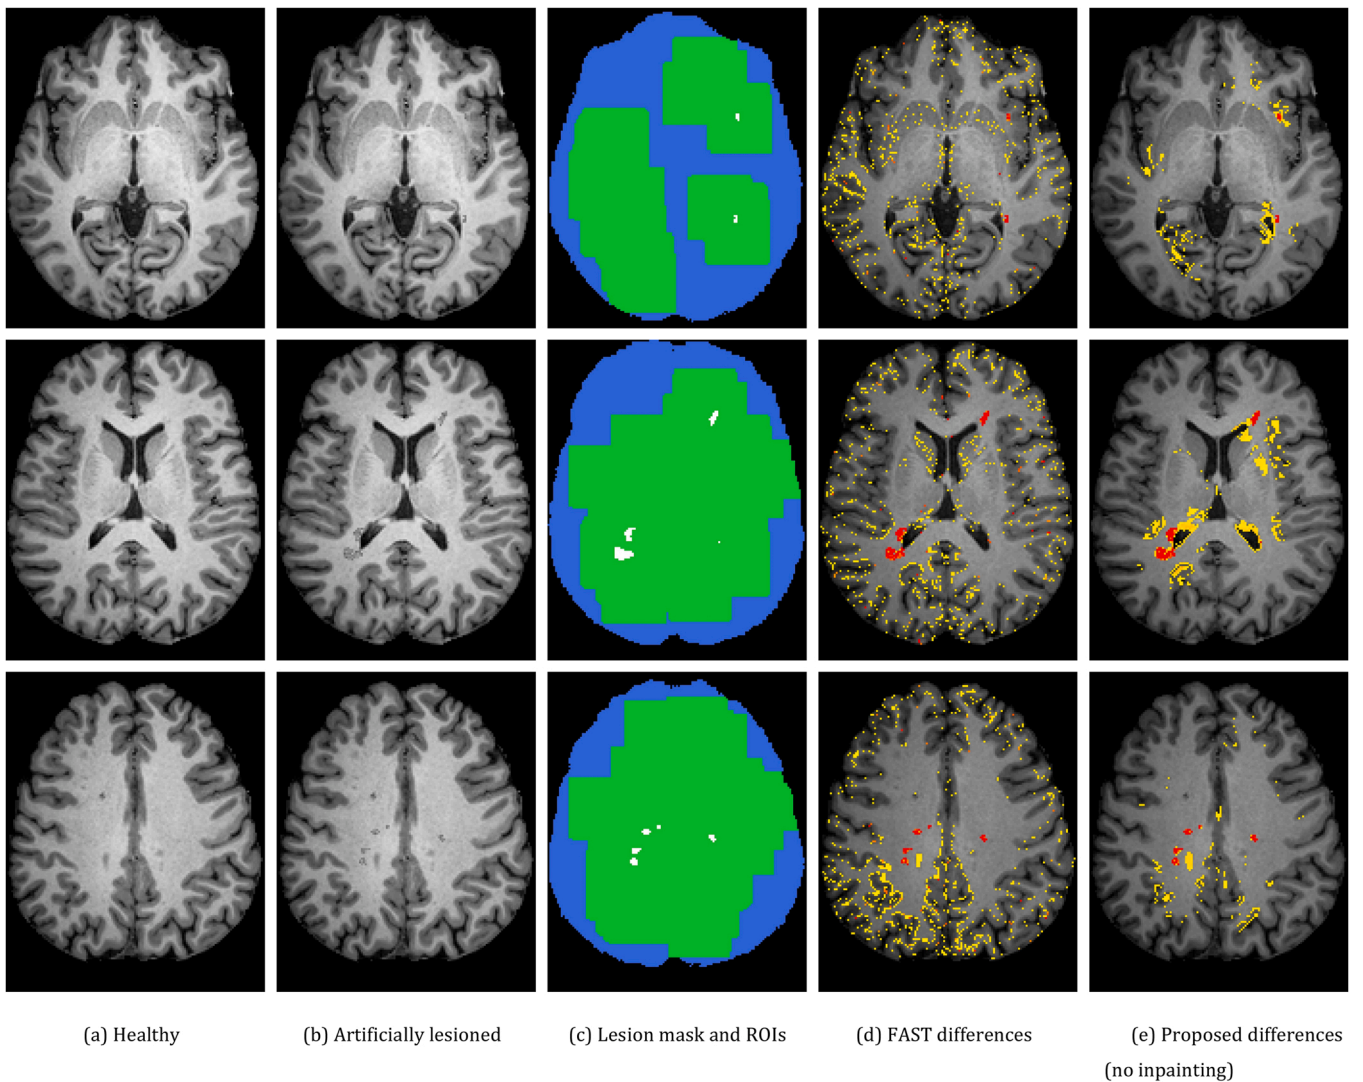 (a) Healthy
(b) Artificially lesioned
(c) Lesion mask and ROIs
(d) FAST differences
(e) Proposed differences
(no inpainting)